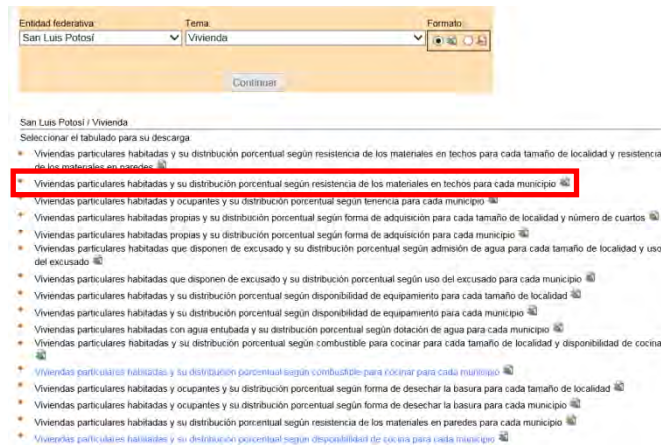 Entidad federativa: Tema: Formato:
San Luis Potosí Vivienda
Continuar
San Luis Potosí / Vivienda
Seleccionar el tabulado para su descarga
Viviendas particulares habitadas y su distribución porcentual según resistencia de los materiales en techos para cada tamaño de localidad y resistencia
de los materiales en paredes
Viviendas particulares habitadas y su distribución porcentual según resistencia de los materiales en techos para cada municipio
Viviendas particulares habitadas y ocupantes y su distribución porcentual según tenencia para cada municipio
Viviendas particulares habitadas propias y su distribución porcentual según forma de adquisición para cada tamaño de localidad y número de cuartos
Viviendas particulares habitadas propias y su distribución porcentual según forma de adquisición para cada municipio
Viviendas particulares habitadas que disponen de excusado y su distribución porcentual según admisión de agua para cada tamaño de localidad y uso
del excusado
Viviendas particulares habitadas que disponen de excusado y su distribución porcentual según uso del excusado para cada municipio
Viviendas particulares habitadas y su distribución porcentual según disponibilidad de equipamiento para cada tamaño de localidad
Viviendas particulares habitadas y su distribución porcentual según disponibilidad de equipamiento para cada municipio
Viviendas particulares habitadas con agua entubada y su distribución porcentual según dotación de agua para cada municipio
Viviendas particulares habitadas y su distribución porcentual según combustible para cocinar para cada tamaño de localidad y disponibilidad de cocina
Viviendas particulares habitadas y su distribución porcentual según combustible para cocinar para cada municipio
Viviendas particulares habitadas y ocupantes y su distribución porcentual según forma de desechar la basura para cada tamaño de localidad
Viviendas particulares habitadas y ocupantes y su distribución porcentual según forma de desechar la basura para cada municipio
Viviendas particulares habitadas y su distribución porcentual según resistencia de los materiales en paredes para cada municipio
Viviendas particulares habitadas y su distribución porcentual según disponibilidad de cocina para cada municipio